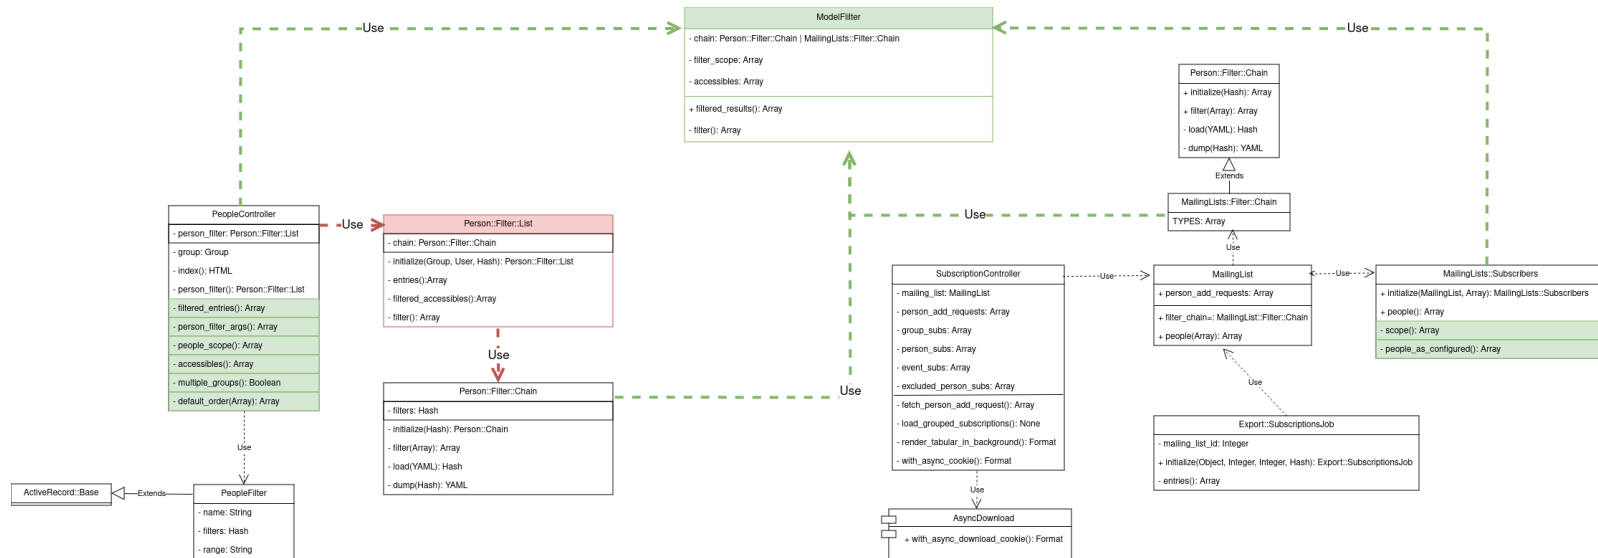 ModelFliter
- chain: Person::Filter::Chain | MailingLists::Filter::Chain
- filter_scope: Array
- accessibles: Array
+ filtered_results(): Array
- filter(): Array
Use
Use
Person::Filter::Chain
+ initialize(Hash): Array
+ filter(Array): Array
- load(YAML): Hash
- dump(Hash): YAML
Extends
MailingLists::Filter::Chain
TYPES: Array
Use
Use
PeopleController
- person_filter: Person::Filter::List
- group: Group
- index(): HTML
- person_filter(): Person::Filter::List
- filtered_entries(): Array
- person_filter_args(): Array
- people_scope(): Array
- accessibles(): Array
- multiple_groups(): Boolean
- default_order(Array): Array
Use
Person::Filter::List
- chain: Person::Filter::Chain
- initialize(Group, User, Hash): Person::Filter::List
- entries():Array
- filtered_accessibles():Array
- filter(): Array
Use
Person::Filter::Chain
- filters: Hash
- initialize(Hash): Person::Chain
- filter(Array): Array
- load(YAML): Hash
- dump(Hash): YAML
Use
Use
ActiveRecord::Base
Extends
PeopleFilter
- name: String
- filters: Hash
- range: String
SubscriptionController
- mailing_list: MailingList
- person_add_requests: Array
- group_subs: Array
- person_subs: Array
- event_subs: Array
- excluded_person_subs: Array
- fetch_person_add_request(): Array
- load_grouped_subscriptions(): None
- render_tabular_in_background(): Format
- with_async_cookie(): Format
Use
MailingList
+ person_add_requests: Array
+ filter_chain=: MailingList::Filter::Chain
+ people(Array): Array
Use
MailingLists::Subscribers
+ initialize(MailingList, Array): MailingLists::Subscribers
+ people(): Array
- scope(): Array
- people_as_configured(): Array
Use
Export::SubscriptionsJob
- mailing_list_id: Integer
+ initialize(Object, Integer, Integer, Hash): Export::SubscriptionsJob
- entries(): Array
Use
AsyncDownload
+ with_async_download_cookie(): Format